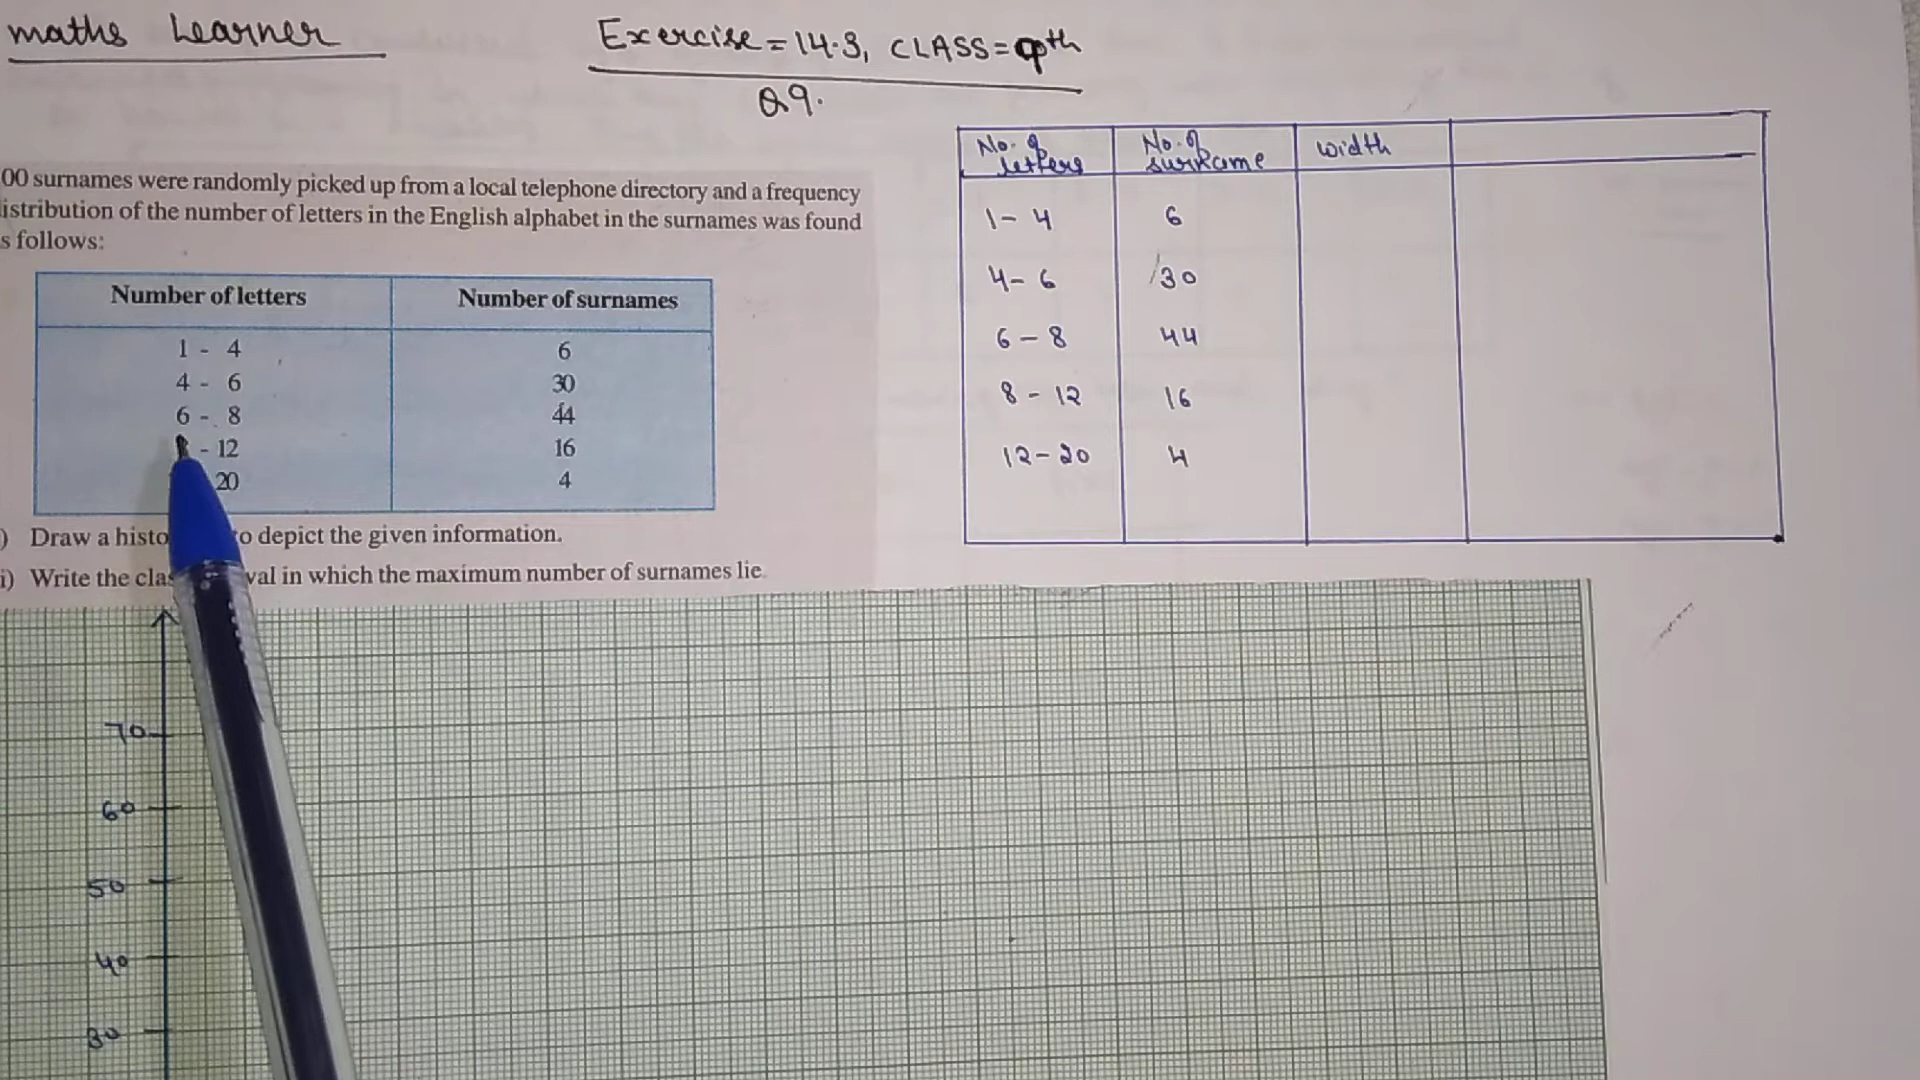 maths Learner
Exercise = 14.3, CLASS = 9th
Q9.
00 surnames were randomly picked up from a local telephone directory and a frequency
istribution of the number of letters in the English alphabet in the surnames was found
s follows:
Number of letters Number of surnames
1 - 4 6
4 - 6 30
6 - 8 44
- 12 16
20 4
) Draw a histo o depict the given information.
i) Write the clas val in which the maximum number of surnames lie.
No. of letters No. of surname width
1 - 4 6
4 - 6 30
6 - 8 44
8 - 12 16
12 - 20 4
70
60
50
40
30